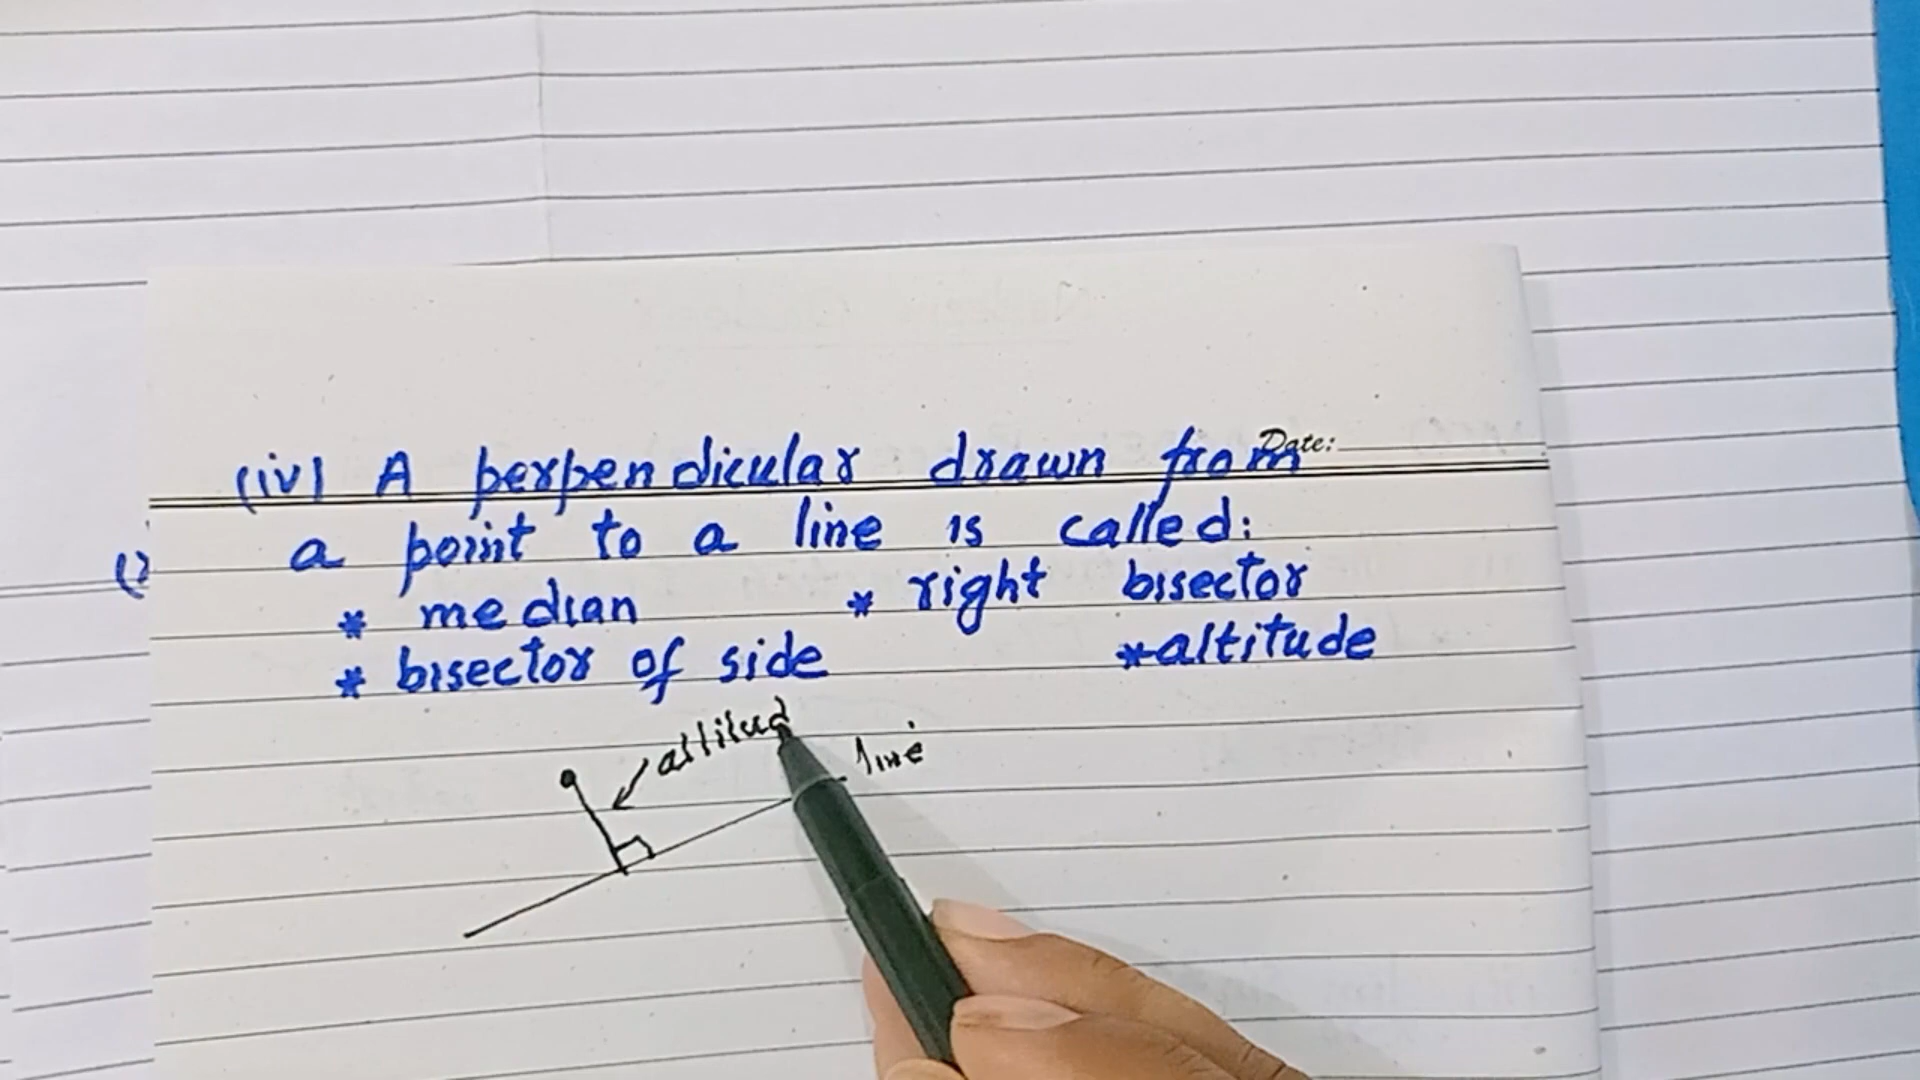 Date:
(iv) A perpendicular drawn from
a point to a line is called:
* median * right bisector
* bisector of side *altitude
altitud
line